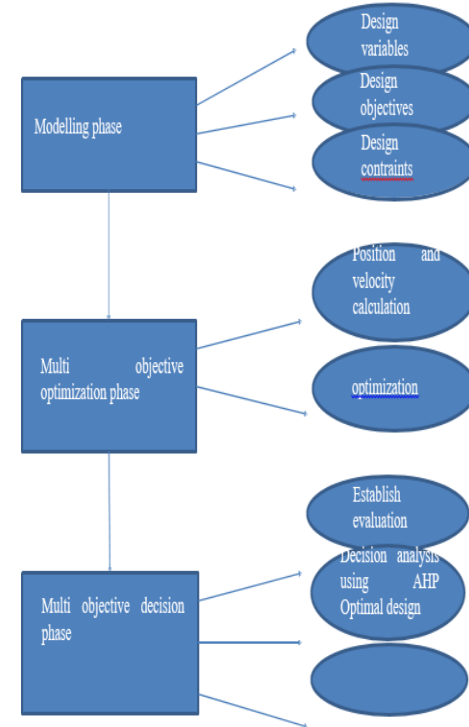 Design
variables
Design
objectives
Modelling phase
Design
contraints
Position and
velocity
calculation
Multi objective
optimization phase
optimization
Establish
evaluation
Decision analysis
using AHP
Optimal design
Multi objective decision
phase